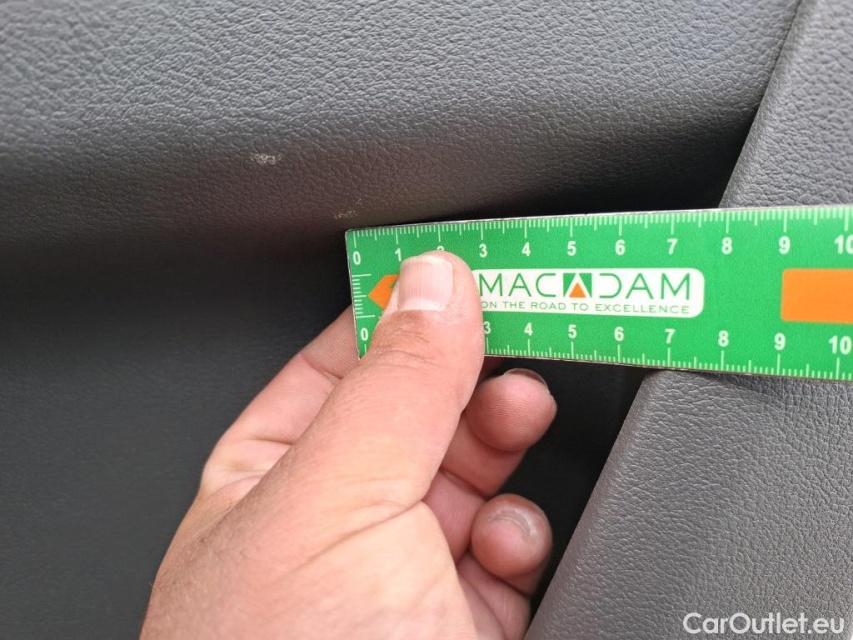 0 1 2 3 4 5 6 7 8 9 10
MACADAM
ON THE ROAD TO EXCELLENCE
0 3 4 5 6 7 8 9 10
CarOutlet.eu